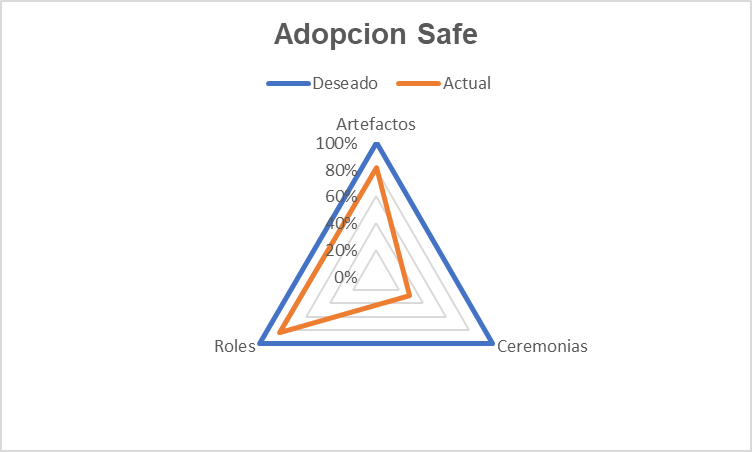 Adopcion Safe
Deseado Actual
Artefactos
100%
80%
60%
40%
20%
0%
Roles
Ceremonias